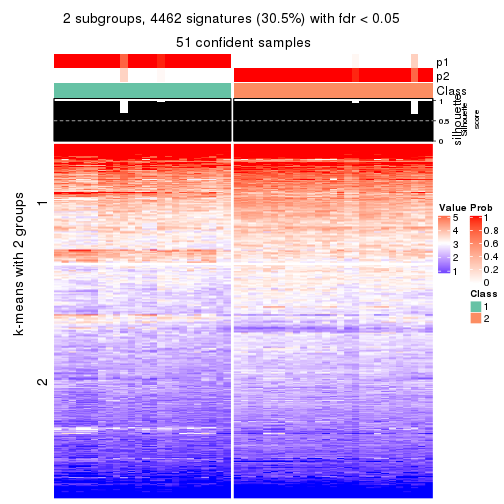 2 subgroups, 4462 signatures (30.5%) with fdr < 0.05
51 confident samples
p1
p2
Class
1
0.5
0
silhouette
Silhouette
score
k-means with 2 groups
1
2
Value
5
4
3
2
1
Prob
1
0.8
0.6
0.4
0.2
0
Class
1
2